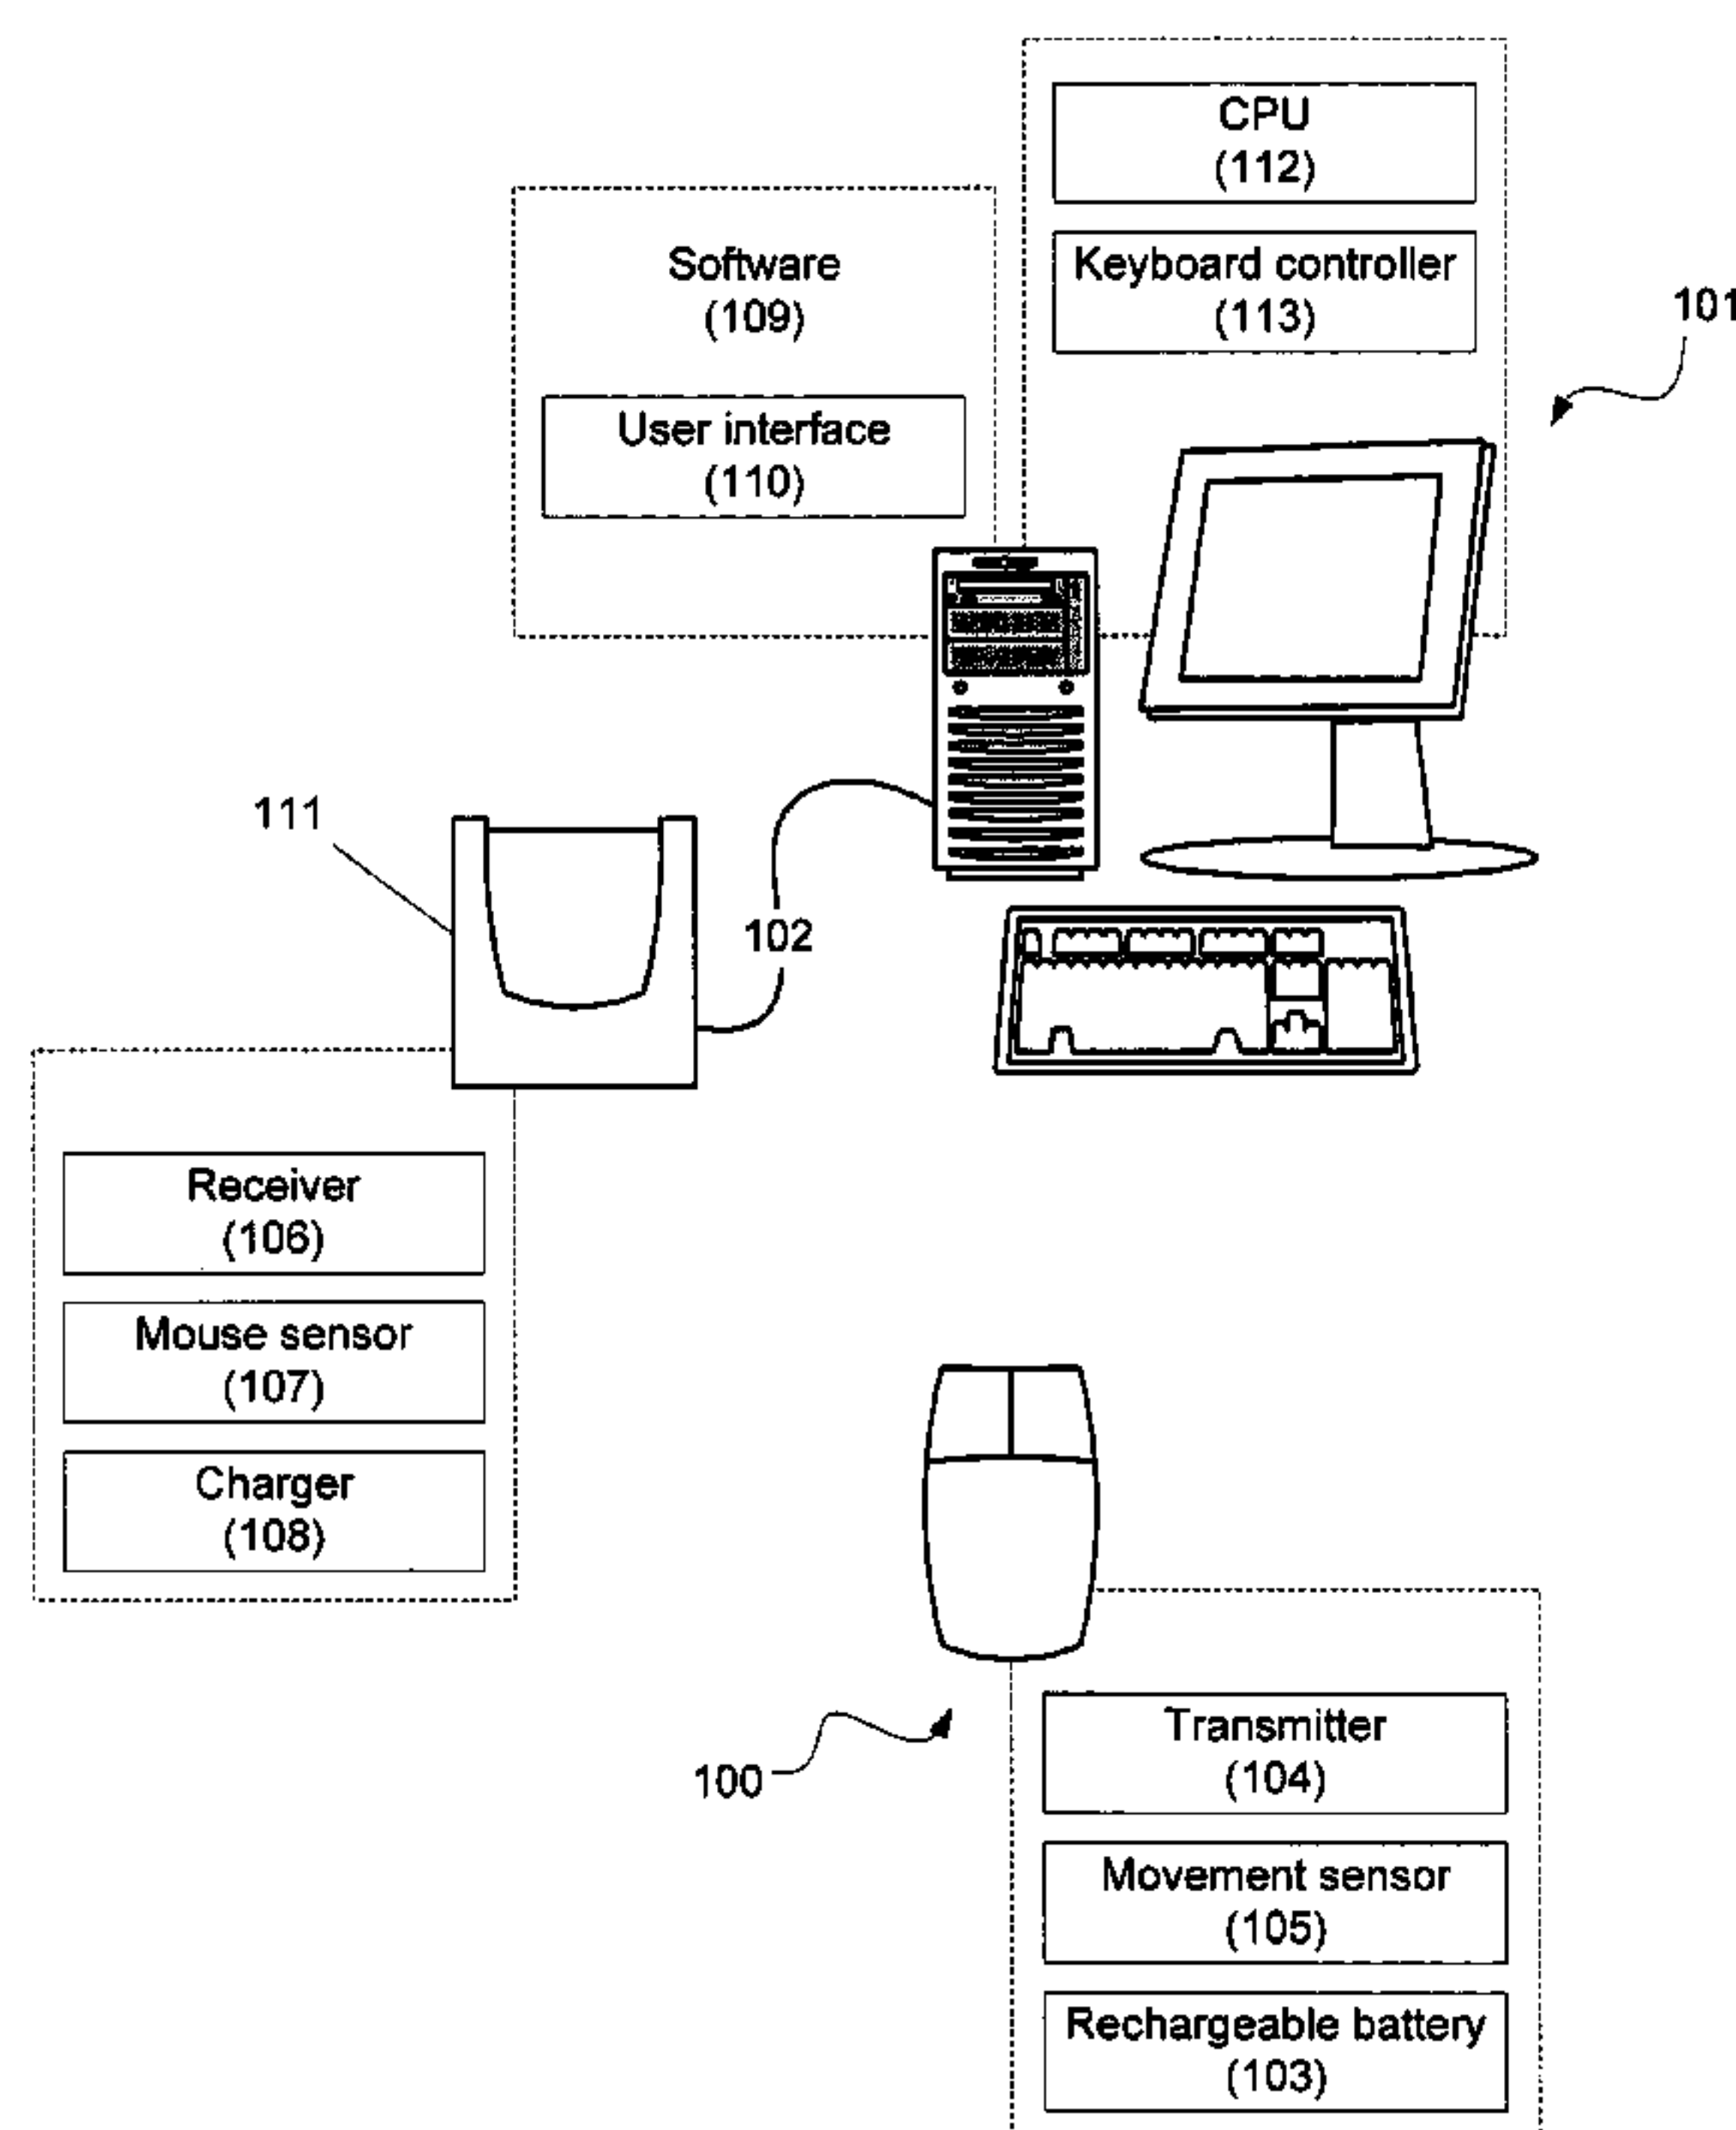 CPU
(112)
Software
(109)
Keyboard controller
(113)
101
User interface
(110)
111
102
Receiver
(106)
Mouse sensor
(107)
Charger
(108)
100
Transmitter
(104)
Movement sensor
(105)
Rechargeable battery
(103)